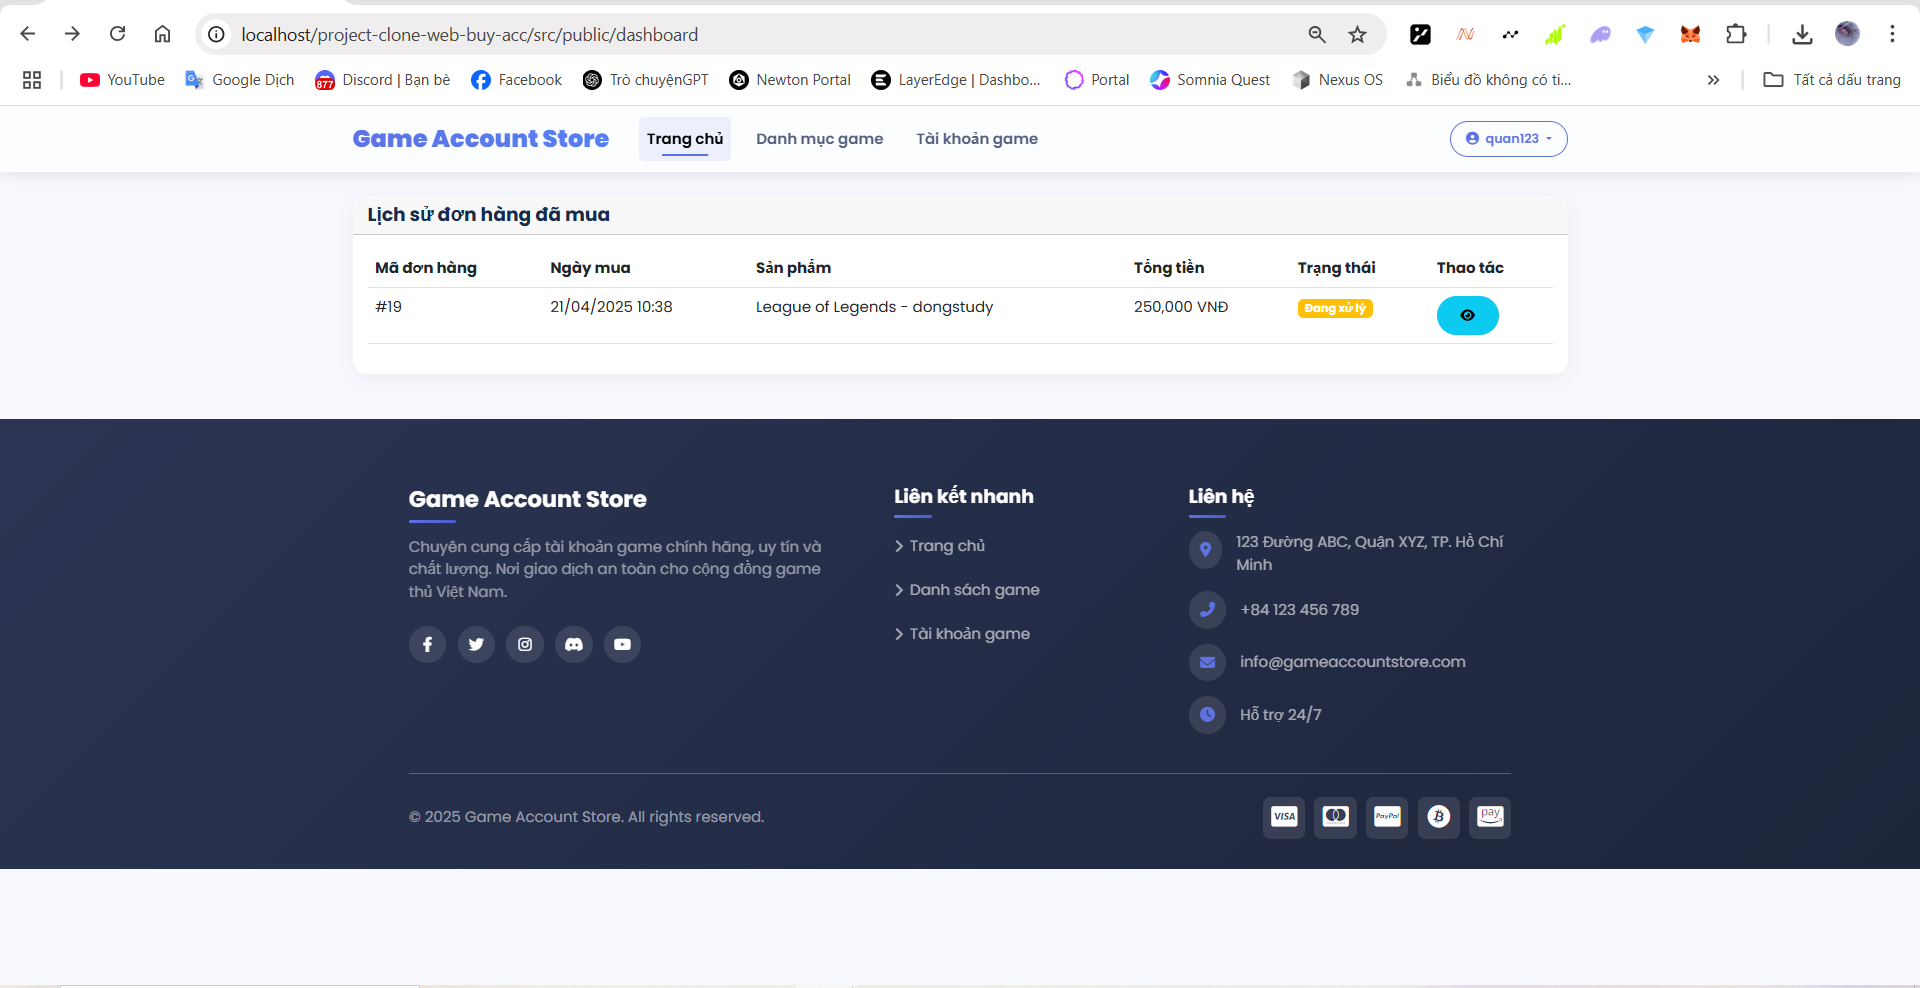 localhost/project-clone-web-buy-acc/src/public/dashboard
YouTube
Google Dịch
877
Discord | Bạn bè
Facebook
Trò chuyệnGPT
Newton Portal
LayerEdge | Dashbo...
Portal
Somnia Quest
Nexus OS
Biểu đồ không có ti...
Tất cả dấu trang
Game Account Store
Trang chủ
Danh mục game
Tài khoản game
quan123
Lịch sử đơn hàng đã mua
Mã đơn hàng Ngày mua Sản phẩm Tổng tiền Trạng thái Thao tác
#19 21/04/2025 10:38 League of Legends - dongstudy 250,000 VNĐ Đang xử lý
Game Account Store
Chuyên cung cấp tài khoản game chính hãng, uy tín và
chất lượng. Nơi giao dịch an toàn cho cộng đồng game
thủ Việt Nam.
Liên kết nhanh
Trang chủ
Danh sách game
Tài khoản game
Liên hệ
123 Đường ABC, Quận XYZ, TP. Hồ Chí
Minh
+84 123 456 789
info@gameaccountstore.com
Hỗ trợ 24/7
© 2025 Game Account Store. All rights reserved.
VISA
PayPal
pay